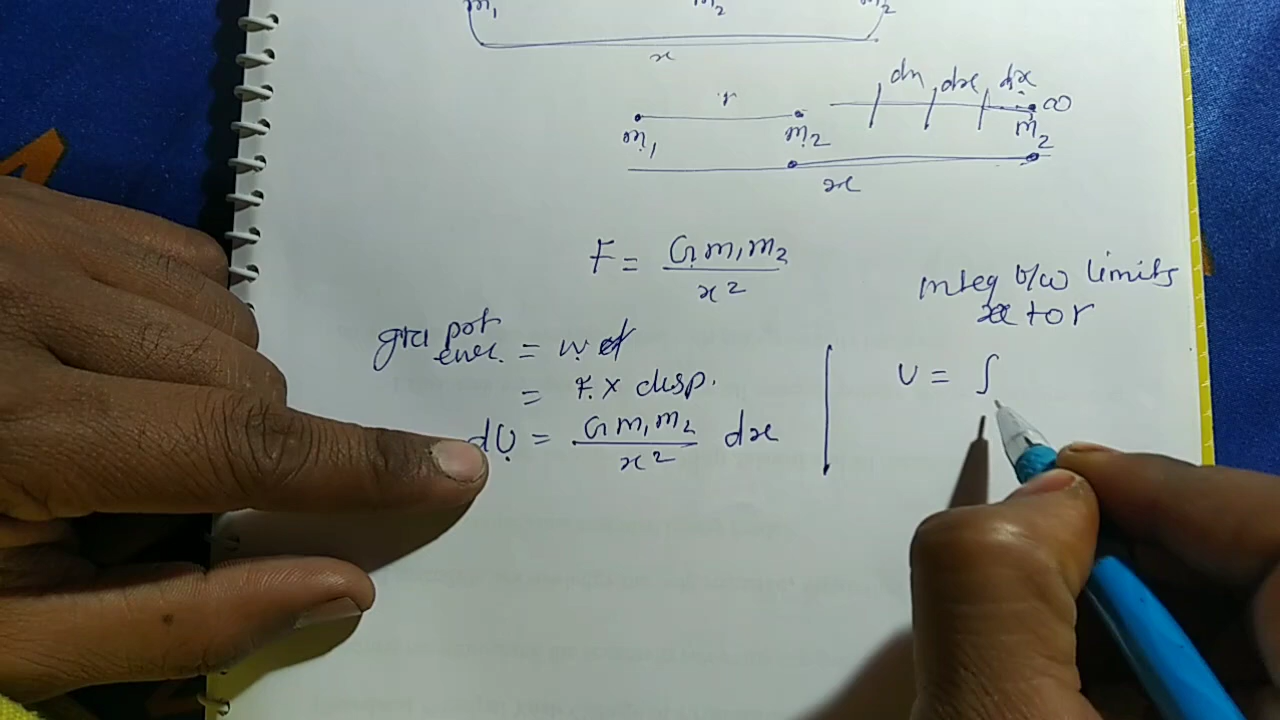 m₁ m₂ m₂
x
dx dx dx ∞
r
m₁ m₂ m₂
x
F = Gm₁m₂/x²
integ b/w limits
x to r
gra pot
ener. = w
= F. x disp.
dU = Gm₁m₂/x² dx
U = ∫